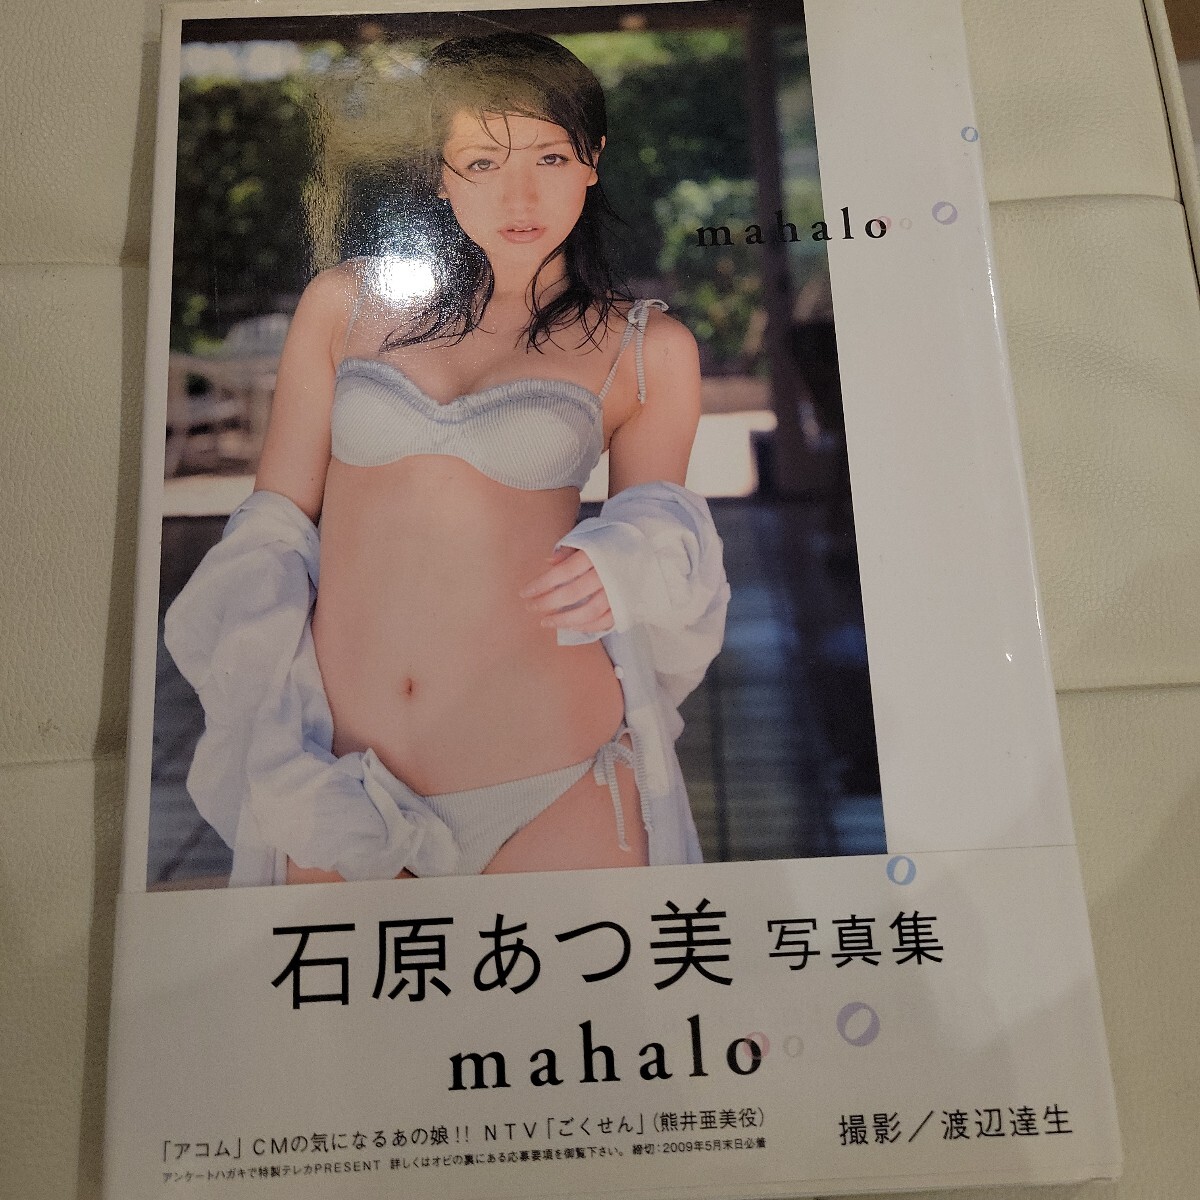 mahalo
石原あつ美 写真集
mahalo
「アコム」CMの気になるあの娘!! NTV「ごくせん」(熊井亜美役)
アンケートハガキで特製テレカPRESENT 詳しくはオビの裏にある応募要項を御覧下さい。 締切:2009年5月末日必着
撮影/渡辺達生